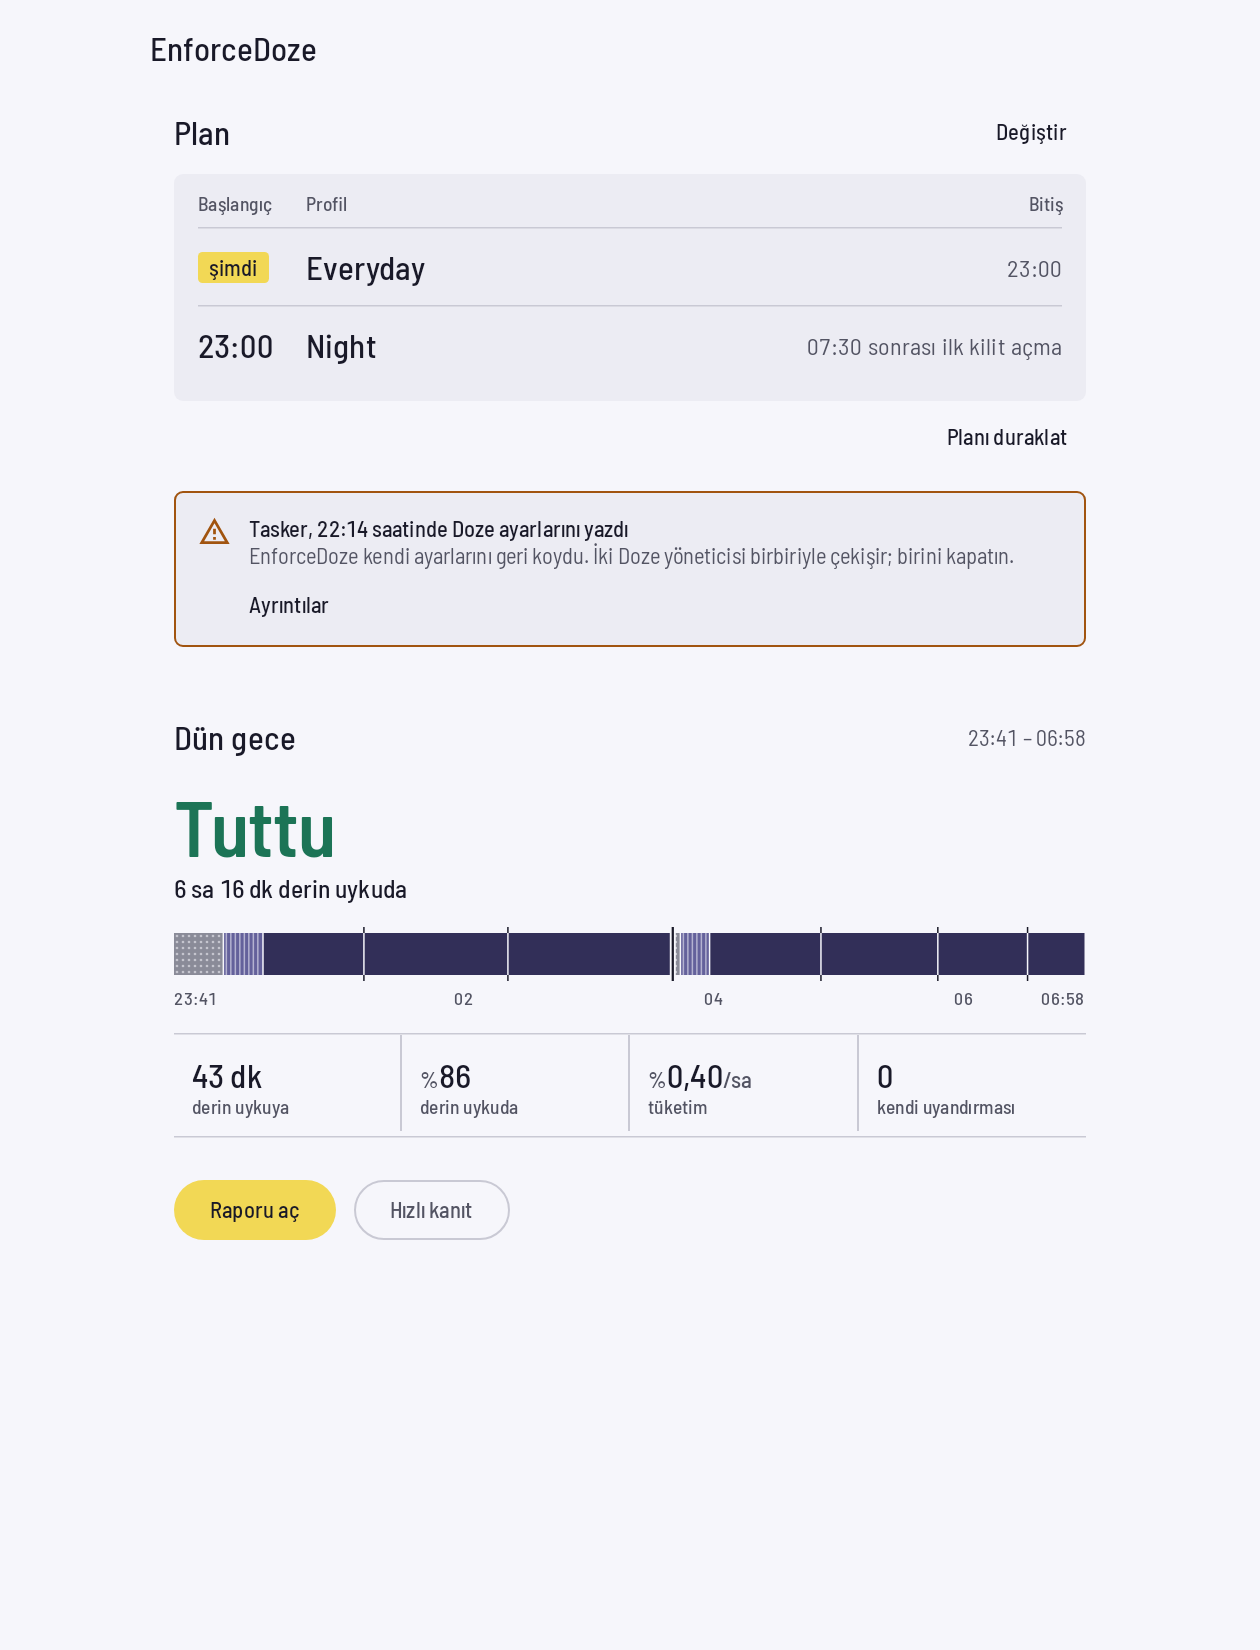 EnforceDoze
Plan
Değiştir
Başlangıç Profil Bitiş
şimdi Everyday 23:00
23:00 Night 07:30 sonrası ilk kilit açma
Planı duraklat
Tasker, 22:14 saatinde Doze ayarlarını yazdı
EnforceDoze kendi ayarlarını geri koydu. İki Doze yöneticisi birbiriyle çekişir; birini kapatın.
Ayrıntılar
Dün gece 23:41 – 06:58
Tuttu
6 sa 16 dk derin uykuda
23:41 02 04 06 06:58
43 dk %86 %0,40/sa 0
derin uykuya derin uykuda tüketim kendi uyandırması
Raporu aç Hızlı kanıt